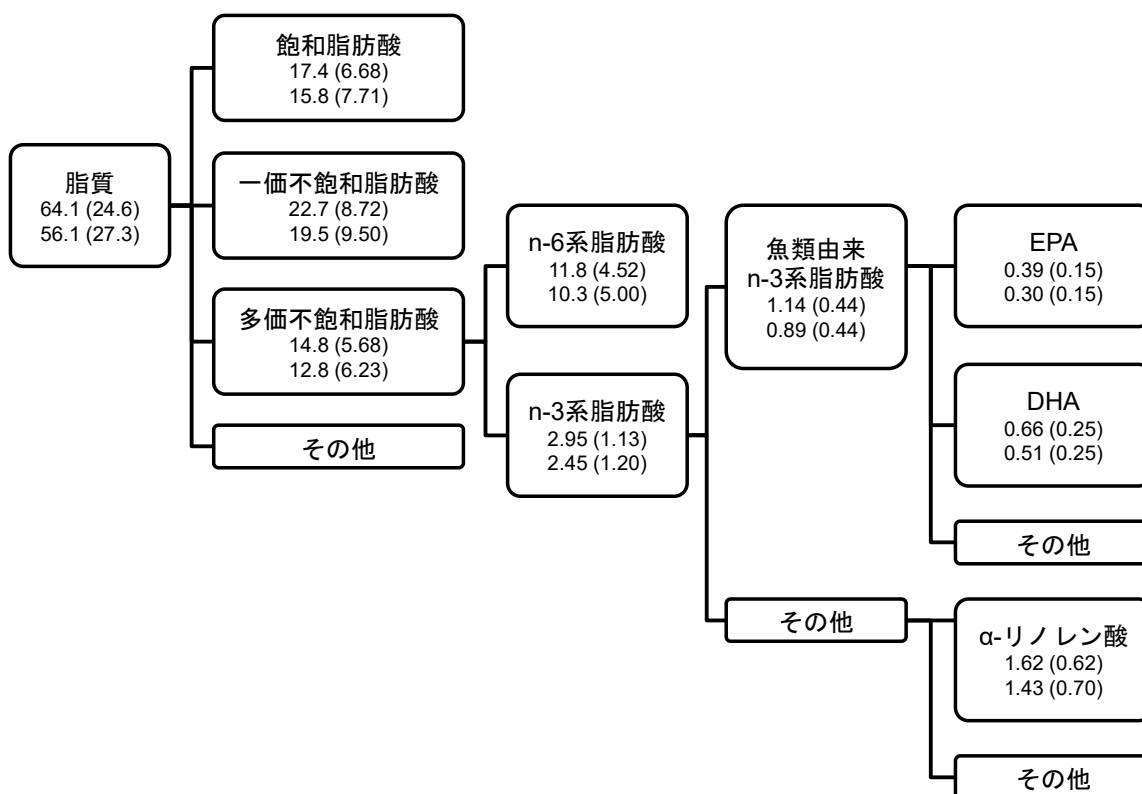 脂質
64.1 (24.6)
56.1 (27.3)
飽和脂肪酸
17.4 (6.68)
15.8 (7.71)
一価不飽和脂肪酸
22.7 (8.72)
19.5 (9.50)
多価不飽和脂肪酸
14.8 (5.68)
12.8 (6.23)
その他
n-6系脂肪酸
11.8 (4.52)
10.3 (5.00)
n-3系脂肪酸
2.95 (1.13)
2.45 (1.20)
魚類由来
n-3系脂肪酸
1.14 (0.44)
0.89 (0.44)
その他
EPA
0.39 (0.15)
0.30 (0.15)
DHA
0.66 (0.25)
0.51 (0.25)
その他
α-リノレン酸
1.62 (0.62)
1.43 (0.70)
その他